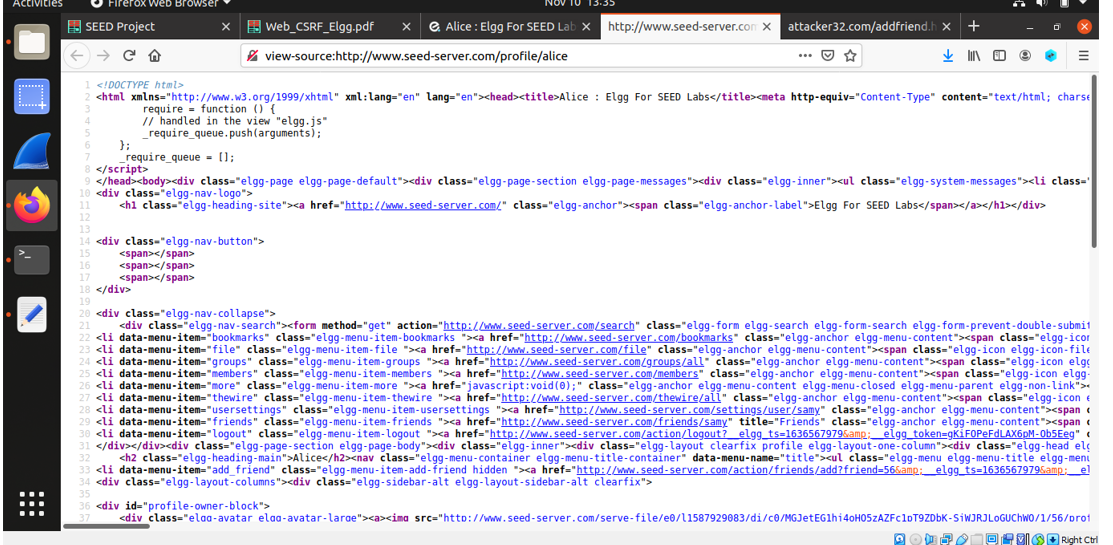 Activities
Firefox Web Browser
Nov 10 13:35
SEED Project
Web_CSRF_Elgg.pdf
Alice : Elgg For SEED Lab
http://www.seed-server.com
attacker32.com/addfriend.h
view-source:http://www.seed-server.com/profile/alice
1 <!DOCTYPE html>
2 <html xmlns="http://www.w3.org/1999/xhtml" xml:lang="en" lang="en"><head><title>Alice : Elgg For SEED Labs</title><meta http-equiv="Content-Type" content="text/html; charse
3 require = function () {
4 // handled in the view "elgg.js"
5 _require_queue.push(arguments);
6 };
7 _require_queue = [];
8 </script>
9 </head><body><div class="elgg-page elgg-page-default"><div class="elgg-page-section elgg-page-messages"><div class="elgg-inner"><ul class="elgg-system-messages"><li class="
10 <div class="elgg-nav-logo">
11 <h1 class="elgg-heading-site"><a href="http://www.seed-server.com/" class="elgg-anchor"><span class="elgg-anchor-label">Elgg For SEED Labs</span></a></h1></div>
12
13
14 <div class="elgg-nav-button">
15 <span></span>
16 <span></span>
17 <span></span>
18 </div>
19
20 <div class="elgg-nav-collapse">
21 <div class="elgg-nav-search"><form method="get" action="http://www.seed-server.com/search" class="elgg-form elgg-search elgg-form-search elgg-form-prevent-double-submit
22 <li data-menu-item="bookmarks" class="elgg-menu-item-bookmarks "><a href="http://www.seed-server.com/bookmarks" class="elgg-anchor elgg-menu-content"><span class="elgg-icon
23 <li data-menu-item="file" class="elgg-menu-item-file "><a href="http://www.seed-server.com/file" class="elgg-anchor elgg-menu-content"><span class="elgg-icon elgg-icon-file
24 <li data-menu-item="groups" class="elgg-menu-item-groups "><a href="http://www.seed-server.com/groups/all" class="elgg-anchor elgg-menu-content"><span class="elgg-icon elgg
25 <li data-menu-item="members" class="elgg-menu-item-members "><a href="http://www.seed-server.com/members" class="elgg-anchor elgg-menu-content"><span class="elgg-icon elgg-
26 <li data-menu-item="more" class="elgg-menu-item-more "><a href="javascript:void(0);" class="elgg-anchor elgg-menu-content elgg-menu-closed elgg-menu-parent elgg-non-link"><
27 <li data-menu-item="thewire" class="elgg-menu-item-thewire "><a href="http://www.seed-server.com/thewire/all" class="elgg-anchor elgg-menu-content"><span class="elgg-icon e
28 <li data-menu-item="usersettings" class="elgg-menu-item-usersettings "><a href="http://www.seed-server.com/settings/user/samy" class="elgg-anchor elgg-menu-content"><span c
29 <li data-menu-item="friends" class="elgg-menu-item-friends "><a href="http://www.seed-server.com/friends/samy" title="Friends" class="elgg-anchor elgg-menu-content"><span c
30 <li data-menu-item="logout" class="elgg-menu-item-logout "><a href="http://www.seed-server.com/action/logout?__elgg_ts=1636567979&amp;__elgg_token=gKiFOPeFdLAX6pM-Ob5Eeg" c
31 </div></div><div class="elgg-page-section elgg-page-body"><div class="elgg-inner"><div class="elgg-layout clearfix profile elgg-layout-one-column"><div class="elgg-head elg
32 <h2 class="elgg-heading-main">Alice</h2><nav class="elgg-menu-container elgg-menu-title-container" data-menu-name="title"><ul class="elgg-menu elgg-menu-title elgg-menu
33 <li data-menu-item="add_friend" class="elgg-menu-item-add-friend hidden "><a href="http://www.seed-server.com/action/friends/add?friend=56&amp;__elgg_ts=1636567979&amp;__el
34 <div class="elgg-layout-columns"><div class="elgg-sidebar-alt elgg-layout-sidebar-alt clearfix">
35
36 <div id="profile-owner-block">
37 <div class="elgg-avatar elgg-avatar-large"><a><img src="http://www.seed-server.com/serve-file/e0/l1587929083/di/c0/MGJetEG1hi4oHO5zAZFc1pT9ZDbK-SiWJRJLoGUChWO/1/56/prof
Right Ctrl